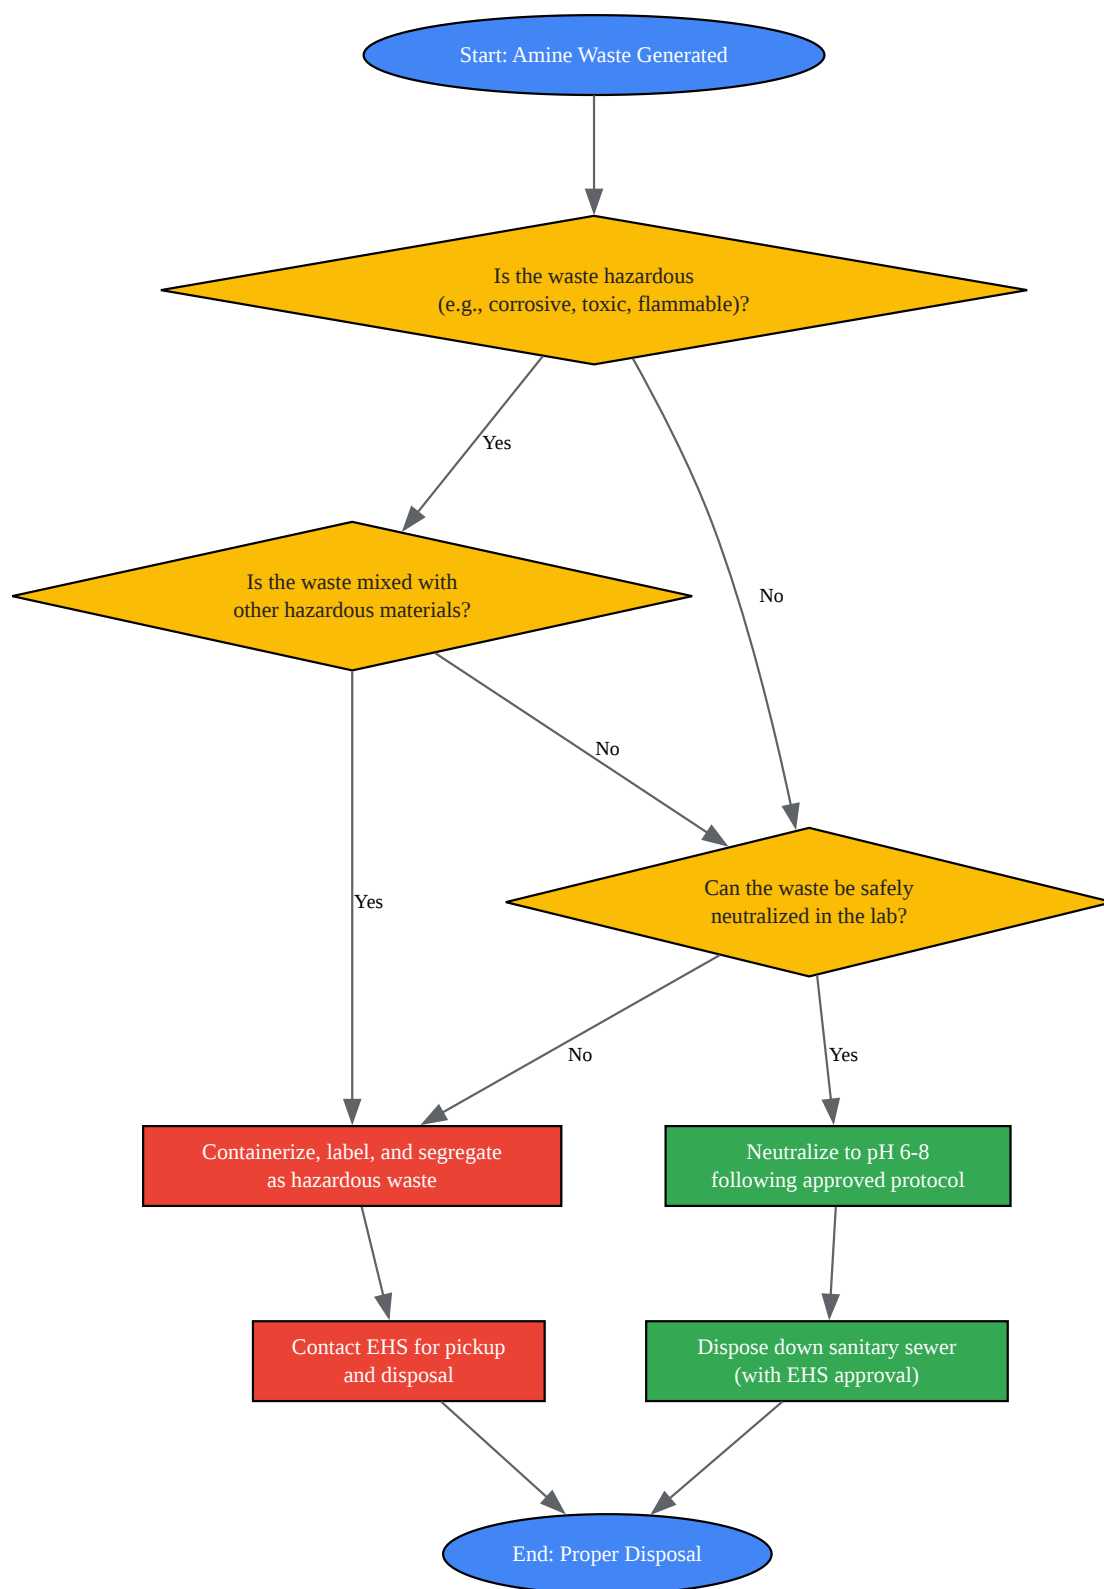 Start: Amine Waste Generated
Is the waste hazardous
(e.g., corrosive, toxic, flammable)?
Yes
Is the waste mixed with
other hazardous materials?
No
No
Can the waste be safely
neutralized in the lab?
Yes
No
Yes
Containerize, label, and segregate
as hazardous waste
Neutralize to pH 6-8
following approved protocol
Contact EHS for pickup
and disposal
Dispose down sanitary sewer
(with EHS approval)
End: Proper Disposal